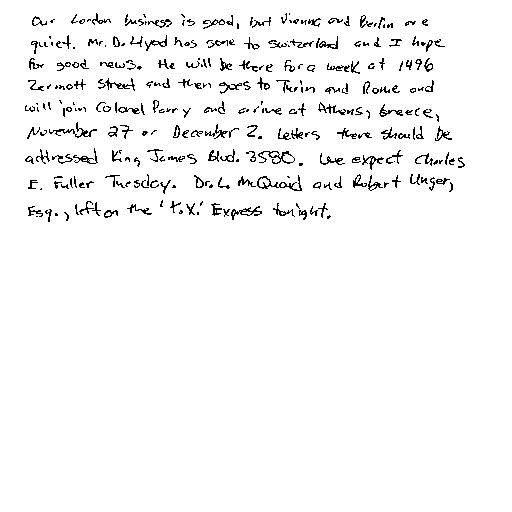 Our London business is good, but Vienna and Berlin are
quiet. Mr. D. Llyod has gone to Switzerland and I hope
for good news. He will be there for a week at 1496
Zermott Street and then goes to Turin and Rome and
will join Colonel Parry and arrive at Athens, Greece,
November 27 or December 2. Letters there should be
addressed King James Blvd. 3580. We expect Charles
E. Fuller Tuesday. Dr. L. McQuaid and Robert Unger,
Esq., left on the 'Y.X.' Express tonight.